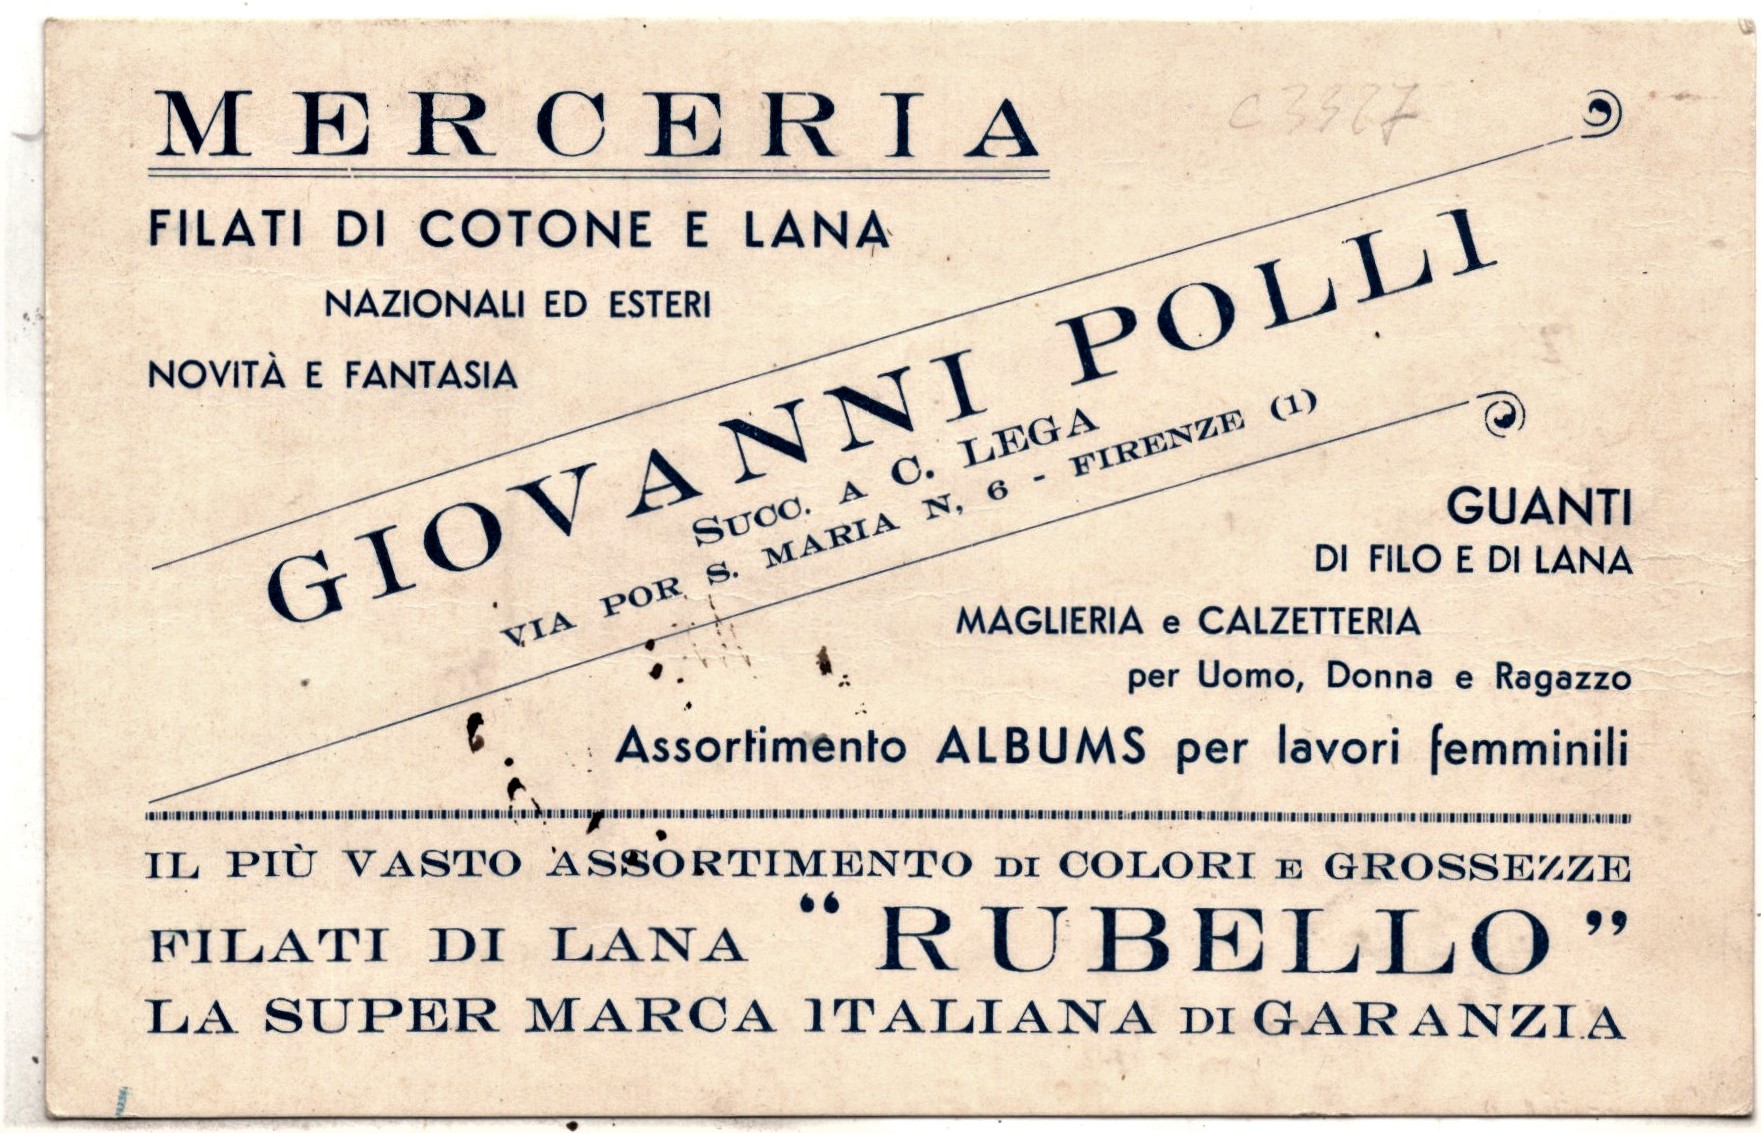 MERCERIA
FILATI DI COTONE E LANA
NAZIONALI ED ESTERI
NOVITÀ E FANTASIA
GIOVANNI POLLI
SUCC. A C. LEGA
VIA POR S. MARIA N, 6 - FIRENZE (1)
GUANTI
DI FILO E DI LANA
MAGLIERIA e CALZETTERIA
per Uomo, Donna e Ragazzo
Assortimento ALBUMS per lavori femminili
IL PIÙ VASTO ASSORTIMENTO DI COLORI E GROSSEZZE
FILATI DI LANA “ RUBELLO ”
LA SUPER MARCA ITALIANA DI GARANZIA